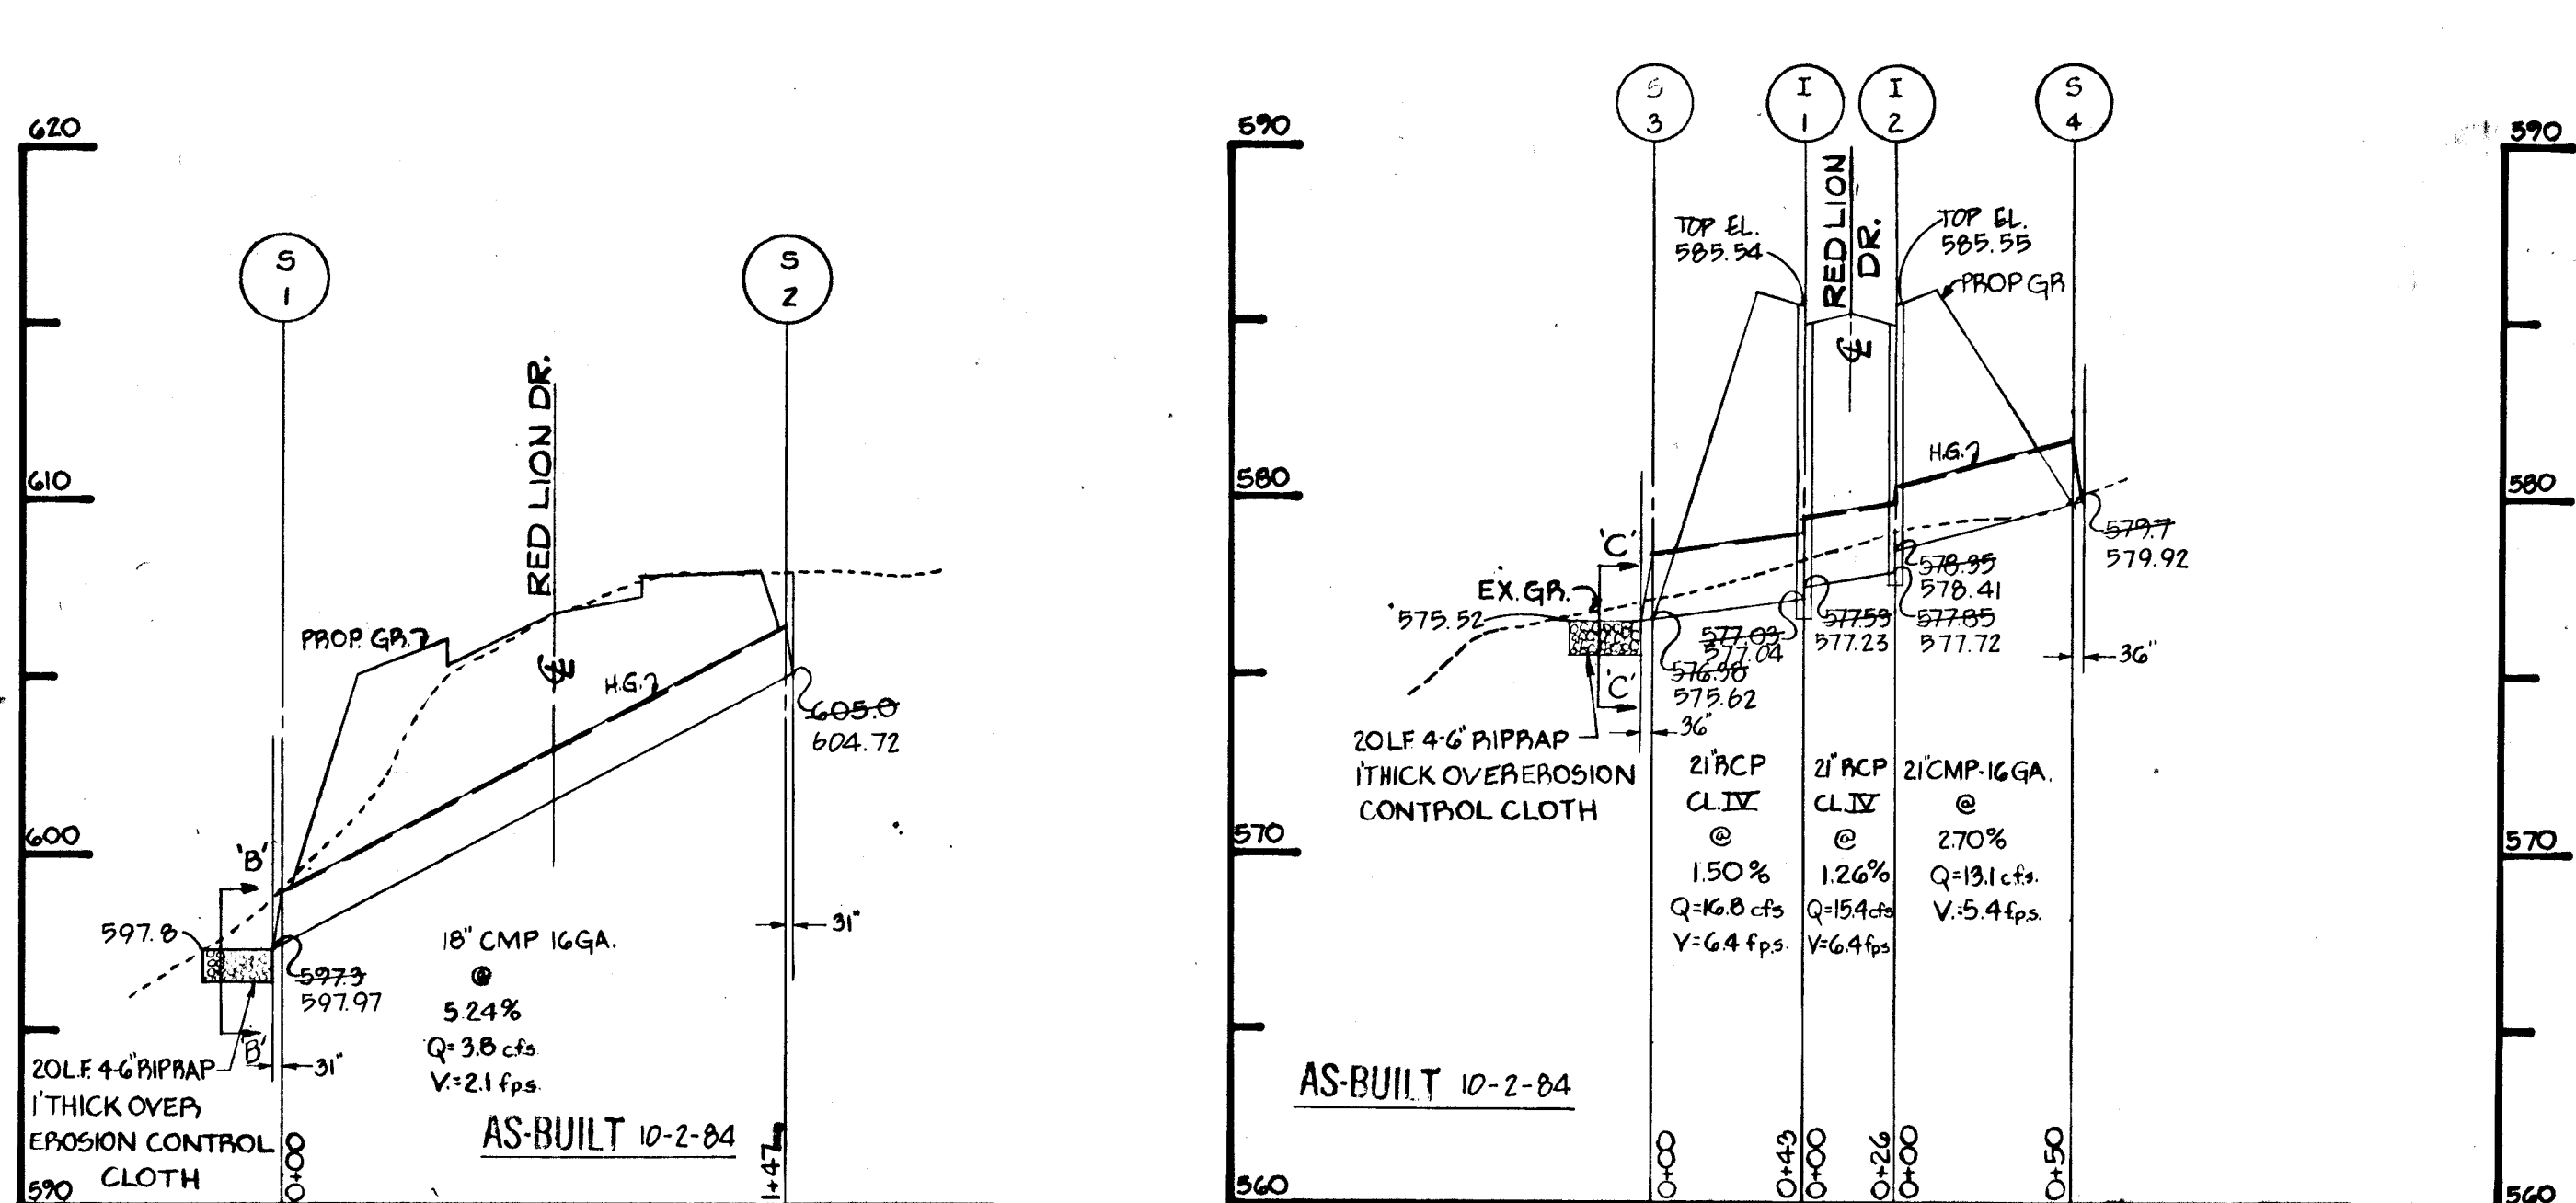 620
610
600
590
S
1
S
2
RED LION DR.
℄
PROP. GR.
H.G.
605.0
604.72
'B'
597.8
597.3
597.97
'B'
31"
31"
18" CMP 16GA.
@
5.24%
Q=3.8 cfs.
V.=2.1 fps.
20L.F. 4-6" RIPRAP
1' THICK OVER
EROSION CONTROL
CLOTH
AS-BUILT 10-2-84
0+00
1+47
590
580
570
560
S
3
I
1
I
2
S
4
TOP EL.
585.54
RED LION
DR.
℄
TOP EL.
585.55
PROP GR
H.G.
'C'
EX. GR.
575.52
'C'
577.03
577.04
575.62
36"
577.53
577.23
578.35
578.41
577.85
577.72
579.7
579.92
36"
20LF. 4-6" RIPRAP
1' THICK OVER EROSION
CONTROL CLOTH
21" RCP
CL. IV
@
1.50%
Q=16.8 cfs
V=6.4 fps.
21" RCP
CL. IV
@
1.26%
Q=15.4 cfs
V=6.4 fps
21" CMP-16GA.
@
2.70%
Q=13.1 cfs.
V.=5.4 fps.
AS-BUILT 10-2-84
0+00
0+43
0+00
0+26
0+00
0+50
590
580
570
560